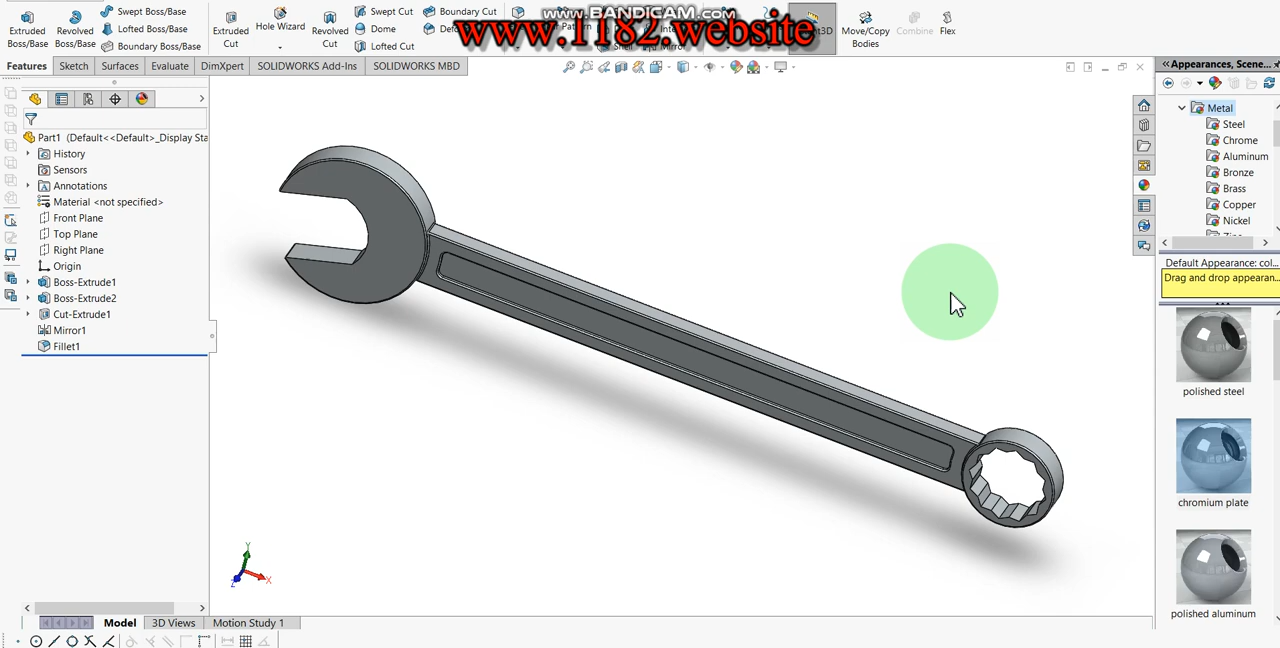 www.BANDICAM.com
www.1182.website
Extruded Boss/Base
Revolved Boss/Base
Swept Boss/Base
Lofted Boss/Base
Boundary Boss/Base
Extruded Cut
Hole Wizard
Revolved Cut
Swept Cut
Dome
Lofted Cut
Boundary Cut
Move/Copy Bodies
Combine
Flex
Features
Sketch
Surfaces
Evaluate
DimXpert
SOLIDWORKS Add-Ins
SOLIDWORKS MBD
Part1 (Default<<Default>_Display Sta
History
Sensors
Annotations
Material <not specified>
Front Plane
Top Plane
Right Plane
Origin
Boss-Extrude1
Boss-Extrude2
Cut-Extrude1
Mirror1
Fillet1
Y
X
Z
Model
3D Views
Motion Study 1
Appearances, Scene...
Metal
Steel
Chrome
Aluminum
Bronze
Brass
Copper
Nickel
Default Appearance: col...
Drag and drop appearan...
polished steel
chromium plate
polished aluminum